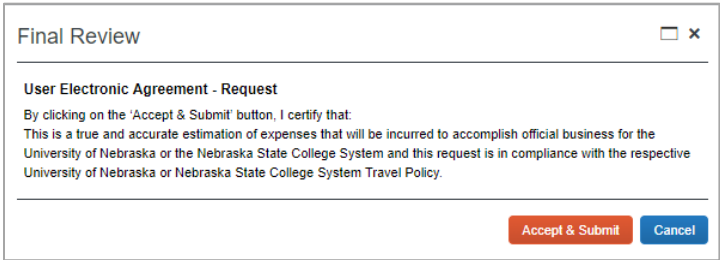 Final Review
User Electronic Agreement - Request
By clicking on the 'Accept & Submit' button, I certify that:
This is a true and accurate estimation of expenses that will be incurred to accomplish official business for the
University of Nebraska or the Nebraska State College System and this request is in compliance with the respective
University of Nebraska or Nebraska State College System Travel Policy.
Accept & Submit Cancel